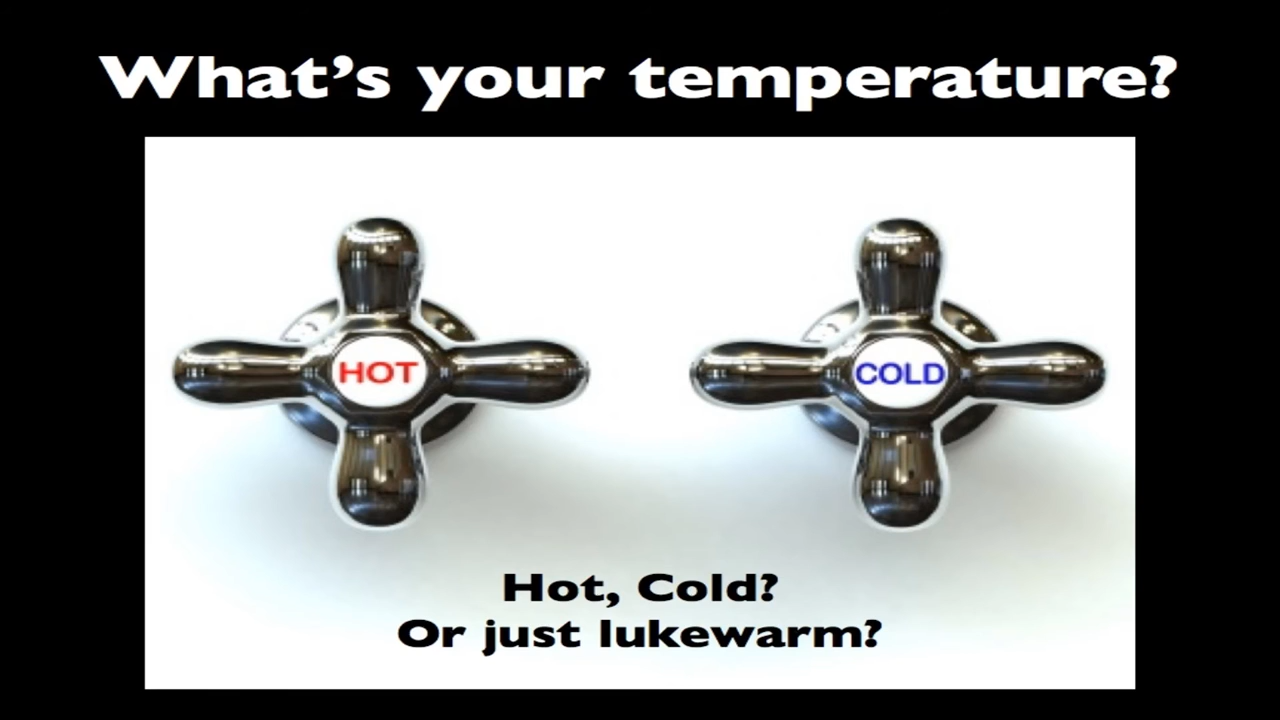 What’s your temperature?
HOT
COLD
Hot, Cold?
Or just lukewarm?